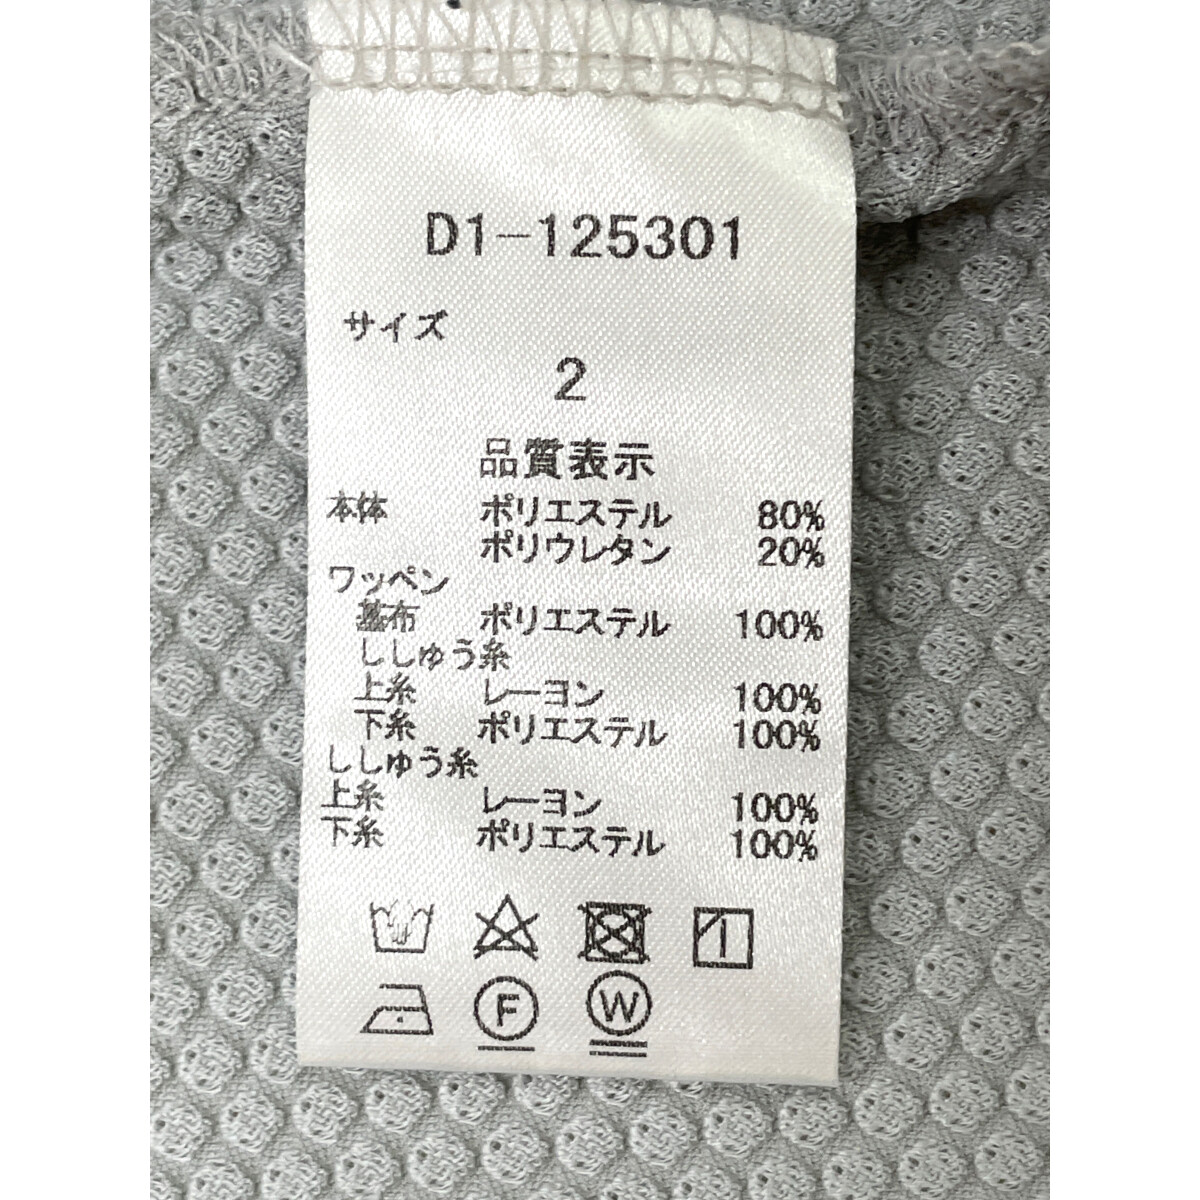 D1-125301
サイズ
2
品質表示
本体 ポリエステル 80%
ポリウレタン 20%
ワッペン
基布 ポリエステル 100%
ししゅう糸
上糸 レーヨン 100%
下糸 ポリエステル 100%
ししゅう糸
上糸 レーヨン 100%
下糸 ポリエステル 100%
F W